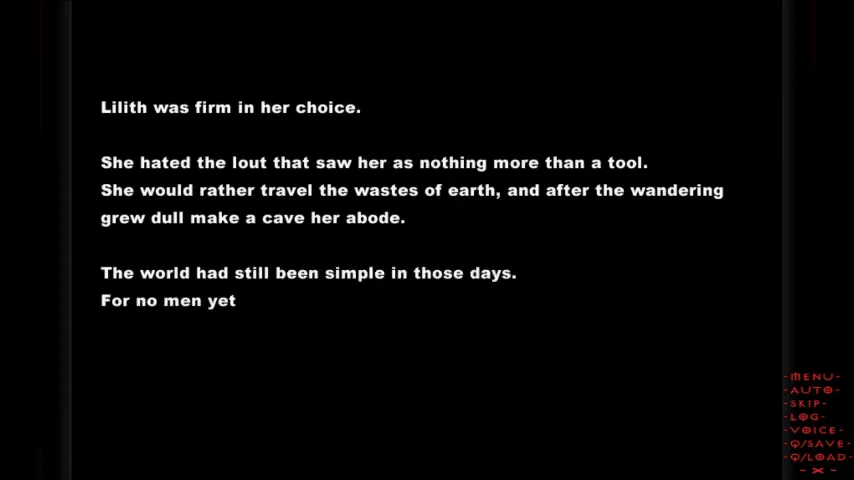 Lilith was firm in her choice.
She hated the lout that saw her as nothing more than a tool.
She would rather travel the wastes of earth, and after the wandering
grew dull make a cave her abode.
The world had still been simple in those days.
For no men yet
-MENU-
-AUTO-
-SKIP-
-LOG-
-VOICE-
-Q/SAVE-
-Q/LOAD-